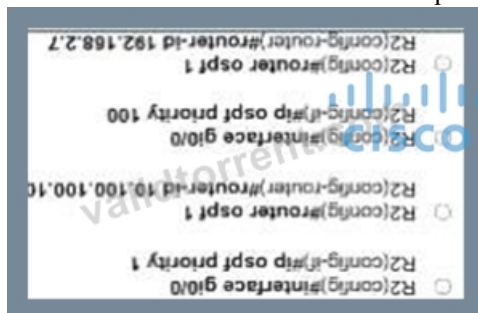 R2(config)#interface gi0/0
R2(config-if)#ip ospf priority 1
R2(config)#router ospf 1
R2(config-router)#router-id 10.100.100.10
R2(config)#interface gi0/0
R2(config-if)#ip ospf priority 100
R2(config)#router ospf 1
R2(config-router)#router-id 192.168.2.7
cisco